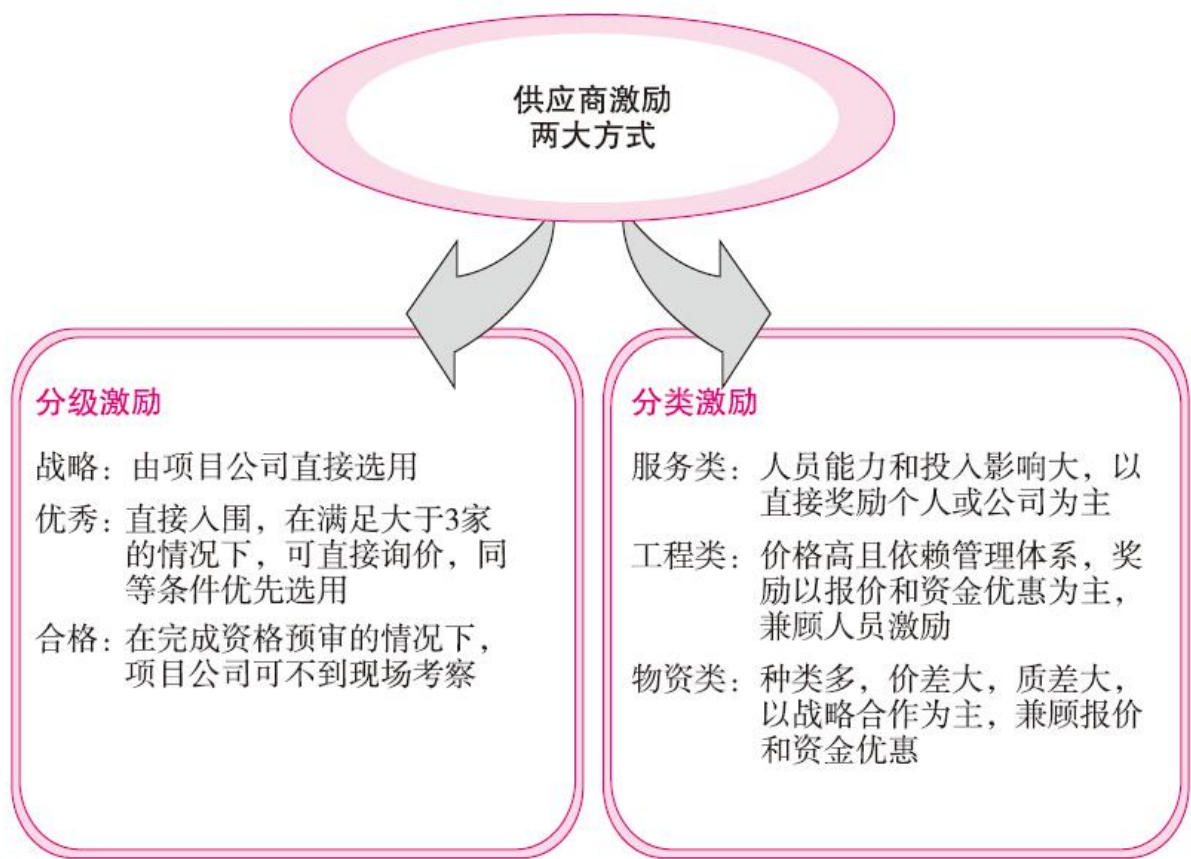 供应商激励
两大方式
分级激励
战略：由项目公司直接选用
优秀：直接入围，在满足大于3家
的情况下，可直接询价，同
等条件优先选用
合格：在完成资格预审的情况下，
项目公司可不到现场考察
分类激励
服务类：人员能力和投入影响大，以
直接奖励个人或公司为主
工程类：价格高且依赖管理体系，奖
励以报价和资金优惠为主，
兼顾人员激励
物资类：种类多，价差大，质差大，
以战略合作为主，兼顾报价
和资金优惠